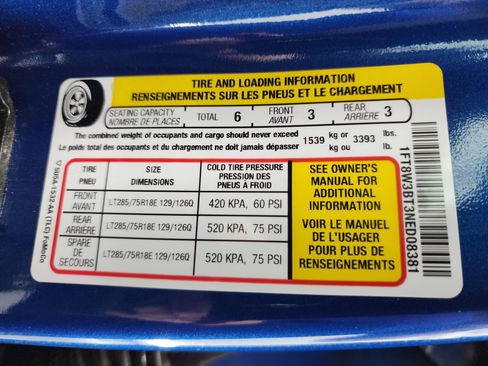 TIRE AND LOADING INFORMATION
RENSEIGNEMENTS SUR LES PNEUS ET LE CHARGEMENT
SEATING CAPACITY
NOMBRE DE PLACES
TOTAL 6
FRONT
AVANT 3
REAR
ARRIÈRE 3
The combined weight of occupants and cargo should never exceed
Le poids total des occupants et du chargement ne doit jamais dépasser
1539 kg or 3393 lbs.
kg ou lb.
TIRE
PNEU
SIZE
DIMENSIONS
COLD TIRE PRESSURE
PRESSION DES
PNEUS À FROID
FRONT
AVANT
LT285/75R18E 129/126Q
420 KPA, 60 PSI
REAR
ARRIÈRE
LT285/75R18E 129/126Q
520 KPA, 75 PSI
SPARE
DE
SECOURS
LT285/75R18E 129/126Q
520 KPA, 75 PSI
SEE OWNER'S
MANUAL FOR
ADDITIONAL
INFORMATION
VOIR LE MANUEL
DE L'USAGER
POUR PLUS DE
RENSEIGNEMENTS
1FT8W3BT3NED08381